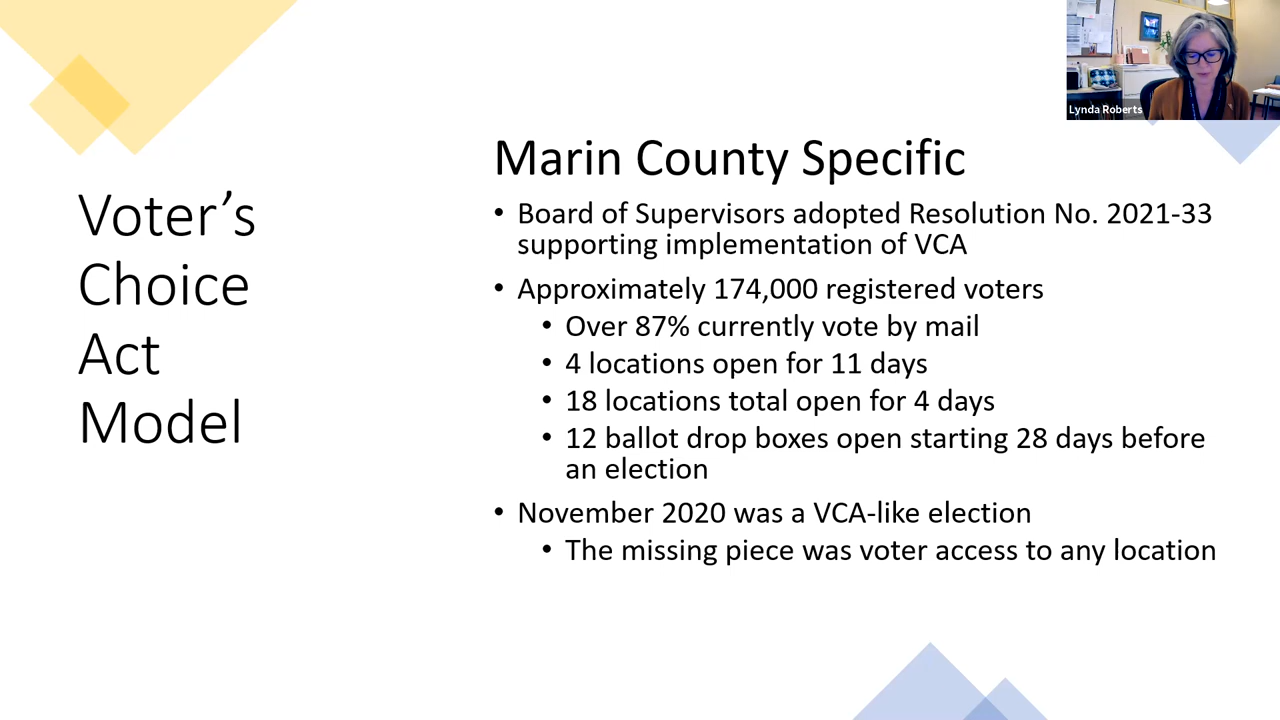 Lynda Roberts
Voter's
Choice
Act
Model
Marin County Specific
• Board of Supervisors adopted Resolution No. 2021-33
supporting implementation of VCA
• Approximately 174,000 registered voters
• Over 87% currently vote by mail
• 4 locations open for 11 days
• 18 locations total open for 4 days
• 12 ballot drop boxes open starting 28 days before
an election
• November 2020 was a VCA-like election
• The missing piece was voter access to any location